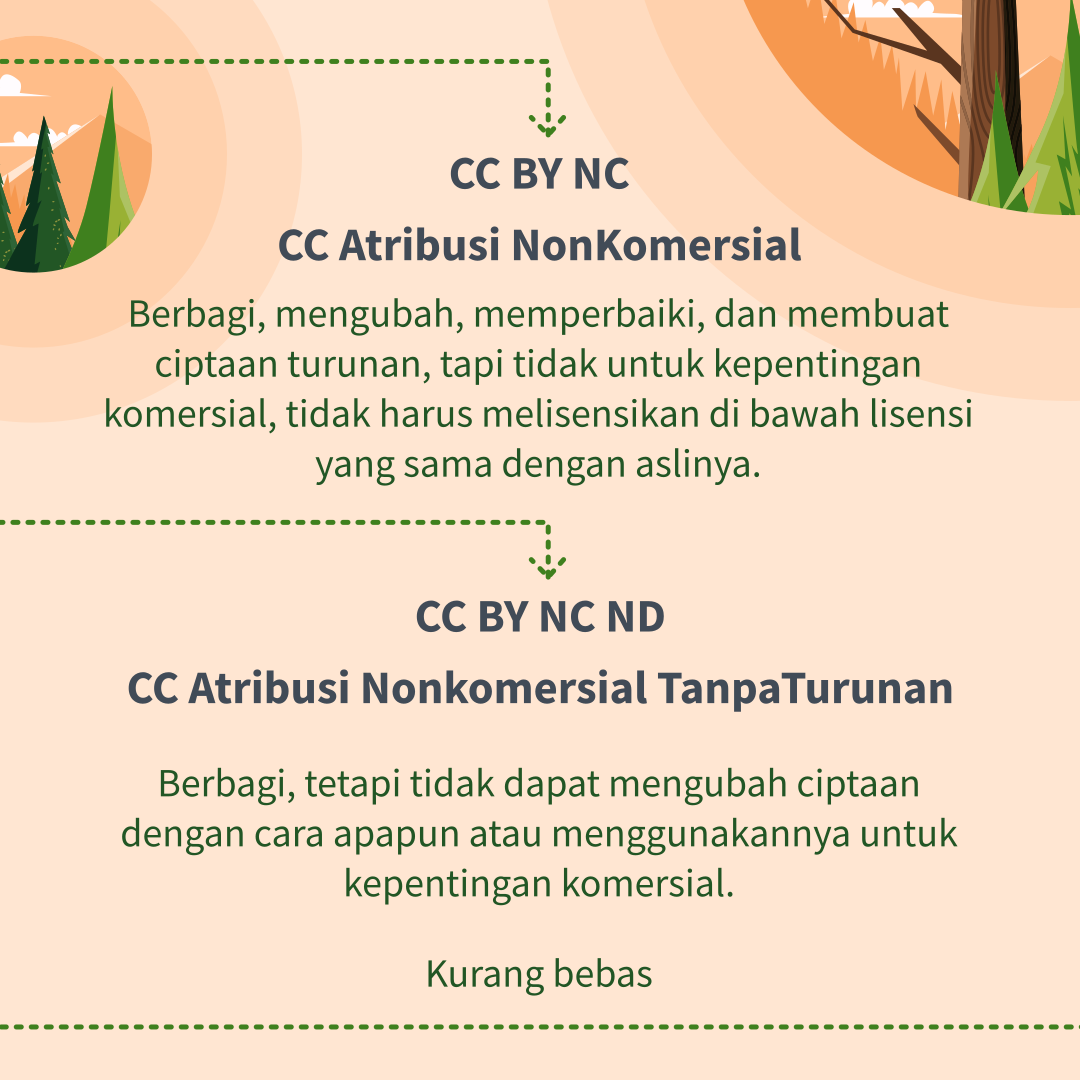 CC BY NC
CC Atribusi NonKomersial
Berbagi, mengubah, memperbaiki, dan membuat
ciptaan turunan, tapi tidak untuk kepentingan
komersial, tidak harus melisensikan di bawah lisensi
yang sama dengan aslinya.
CC BY NC ND
CC Atribusi Nonkomersial TanpaTurunan
Berbagi, tetapi tidak dapat mengubah ciptaan
dengan cara apapun atau menggunakannya untuk
kepentingan komersial.
Kurang bebas